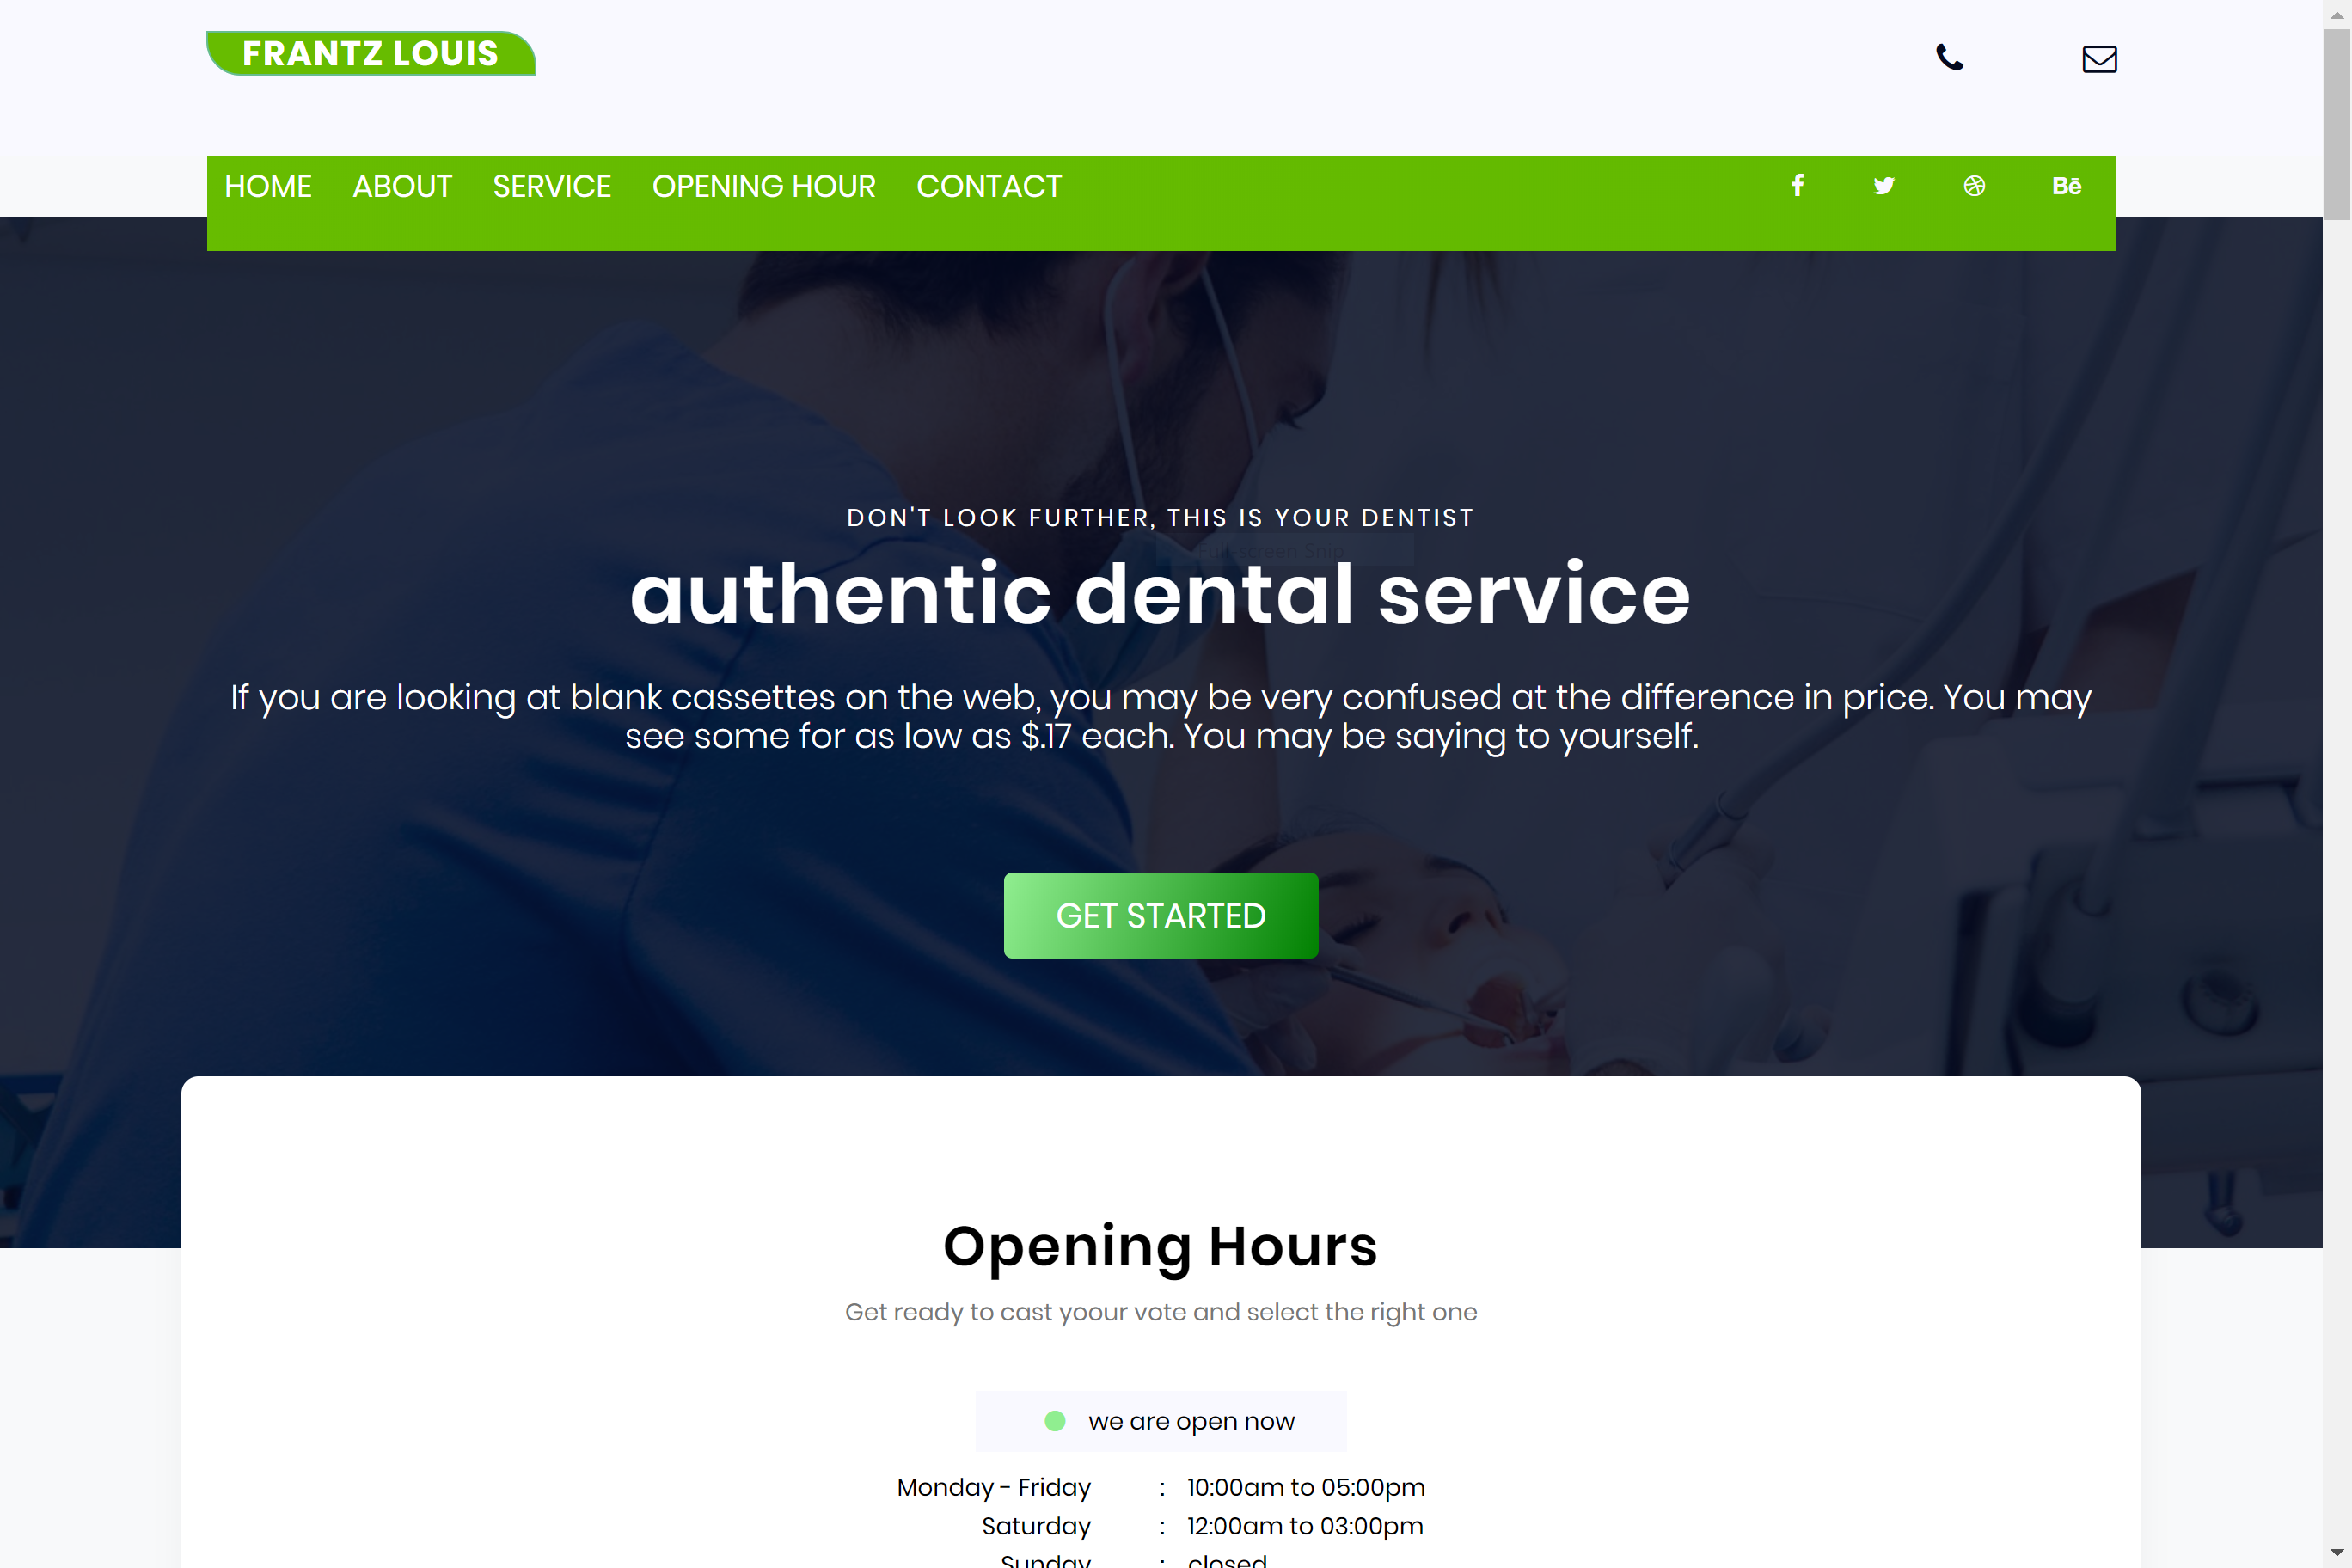 FRANTZ LOUIS
HOME ABOUT SERVICE OPENING HOUR CONTACT Bē
DON'T LOOK FURTHER, THIS IS YOUR DENTIST
Full-screen Snip
authentic dental service
If you are looking at blank cassettes on the web, you may be very confused at the difference in price. You may
see some for as low as $.17 each. You may be saying to yourself.
GET STARTED
Opening Hours
Get ready to cast yoour vote and select the right one
we are open now
Monday - Friday : 10:00am to 05:00pm
Saturday : 12:00am to 03:00pm
Sunday : closed